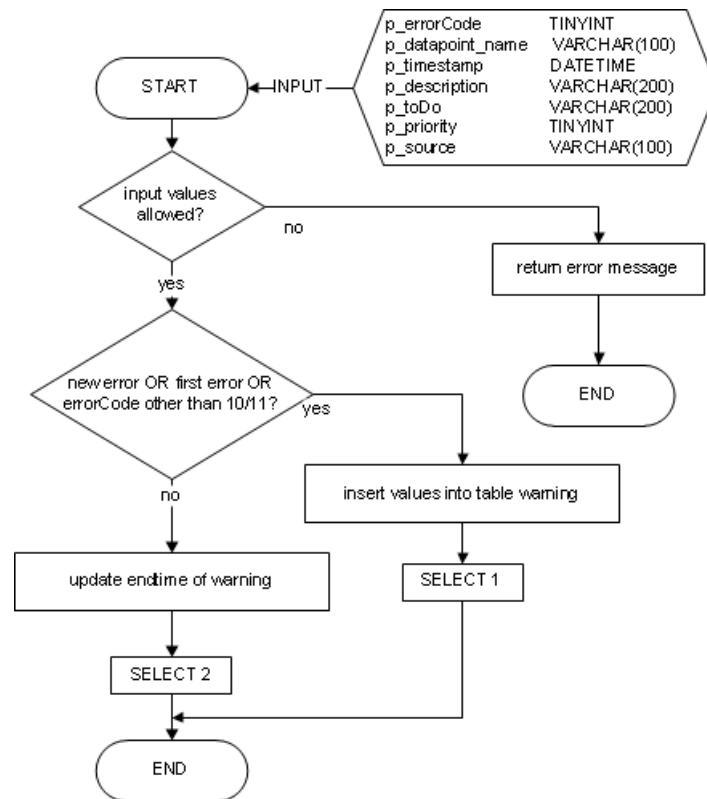 p_errorCode TINYINT
p_datapoint_name VARCHAR(100)
p_timestamp DATETIME
p_description VARCHAR(200)
p_toDo VARCHAR(200)
p_priority TINYINT
p_source VARCHAR(100)
START
INPUT
input values
allowed?
no
return error message
yes
END
new error OR first error OR
errorCode other than 10/11?
yes
no
insert values into table warning
update endtime of warning
SELECT 1
SELECT 2
END